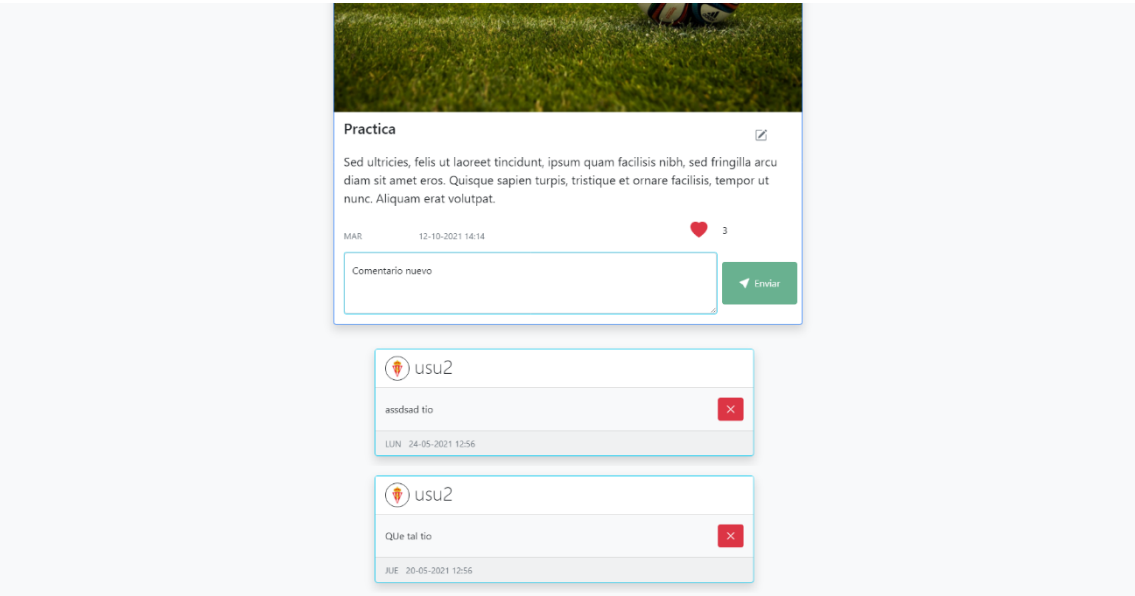 Practica
Sed ultricies, felis ut laoreet tincidunt, ipsum quam facilisis nibh, sed fringilla arcu
diam sit amet eros. Quisque sapien turpis, tristique et ornare facilisis, tempor ut
nunc. Aliquam erat volutpat.
MAR 12-10-2021 14:14 3
Comentario nuevo
Enviar
usu2
assdsad tio
LUN 24-05-2021 12:56
usu2
QUe tal tio
JUE 20-05-2021 12:56